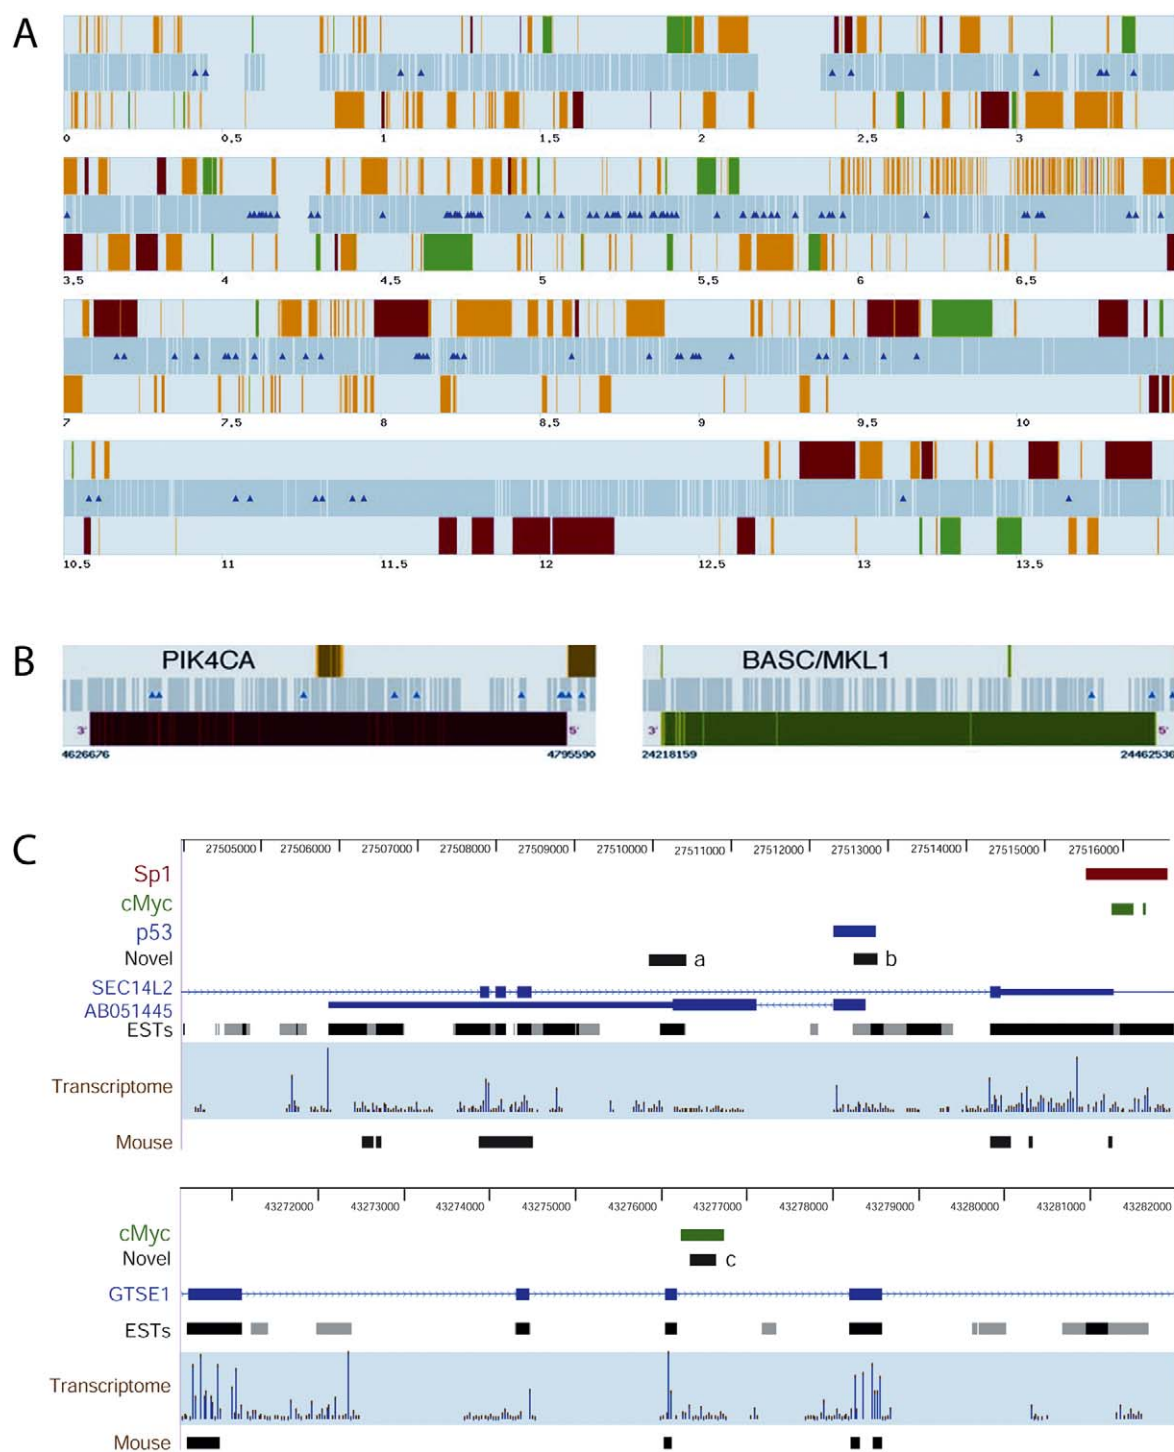 A
0 0.5 1 1.5 2 2.5 3
3.5 4 4.5 5 5.5 6 6.5
7 7.5 8 8.5 9 9.5 10
10.5 11 11.5 12 12.5 13 13.5
B
PIK4CA BASC/MKL1
3' 5' 3' 5'
4626676 4795590 24218159 24462536
C
27505000 27506000 27507000 27508000 27509000 27510000 27511000 27512000 27513000 27514000 27515000 27516000
Sp1
cMyc
p53
Novel a b
SEC14L2
AB051445
ESTs
Transcriptome
Mouse
43272000 43273000 43274000 43275000 43276000 43277000 43278000 43279000 43280000 43281000 43282000
cMyc
Novel c
GTSE1
ESTs
Transcriptome
Mouse